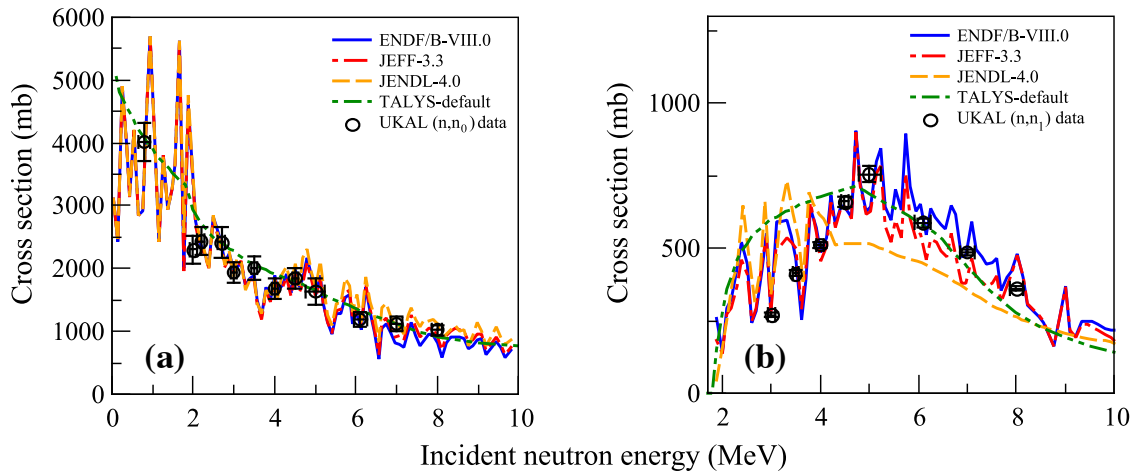 6000
5000
4000
3000
2000
1000
0
Cross section (mb)
ENDF/B-VIII.0
JEFF-3.3
JENDL-4.0
TALYS-default
UKAL (n,n₀) data
(a)
0 2 4 6 8 10
1000
500
0
Cross section (mb)
ENDF/B-VIII.0
JEFF-3.3
JENDL-4.0
TALYS-default
UKAL (n,n₁) data
(b)
2 4 6 8 10
Incident neutron energy (MeV)